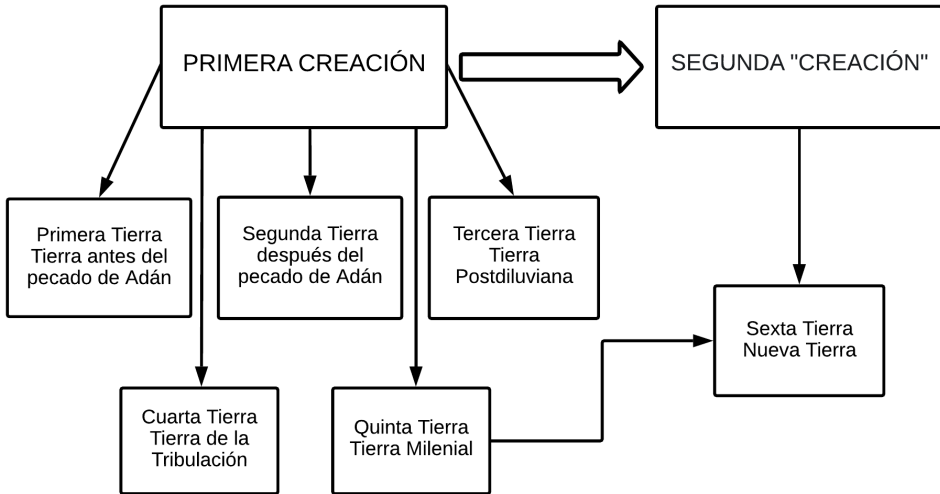 PRIMERA CREACIÓN
SEGUNDA "CREACIÓN"
Primera Tierra
Tierra antes del
pecado de Adán
Segunda Tierra
después del
pecado de Adán
Tercera Tierra
Tierra
Postdiluviana
Cuarta Tierra
Tierra de la
Tribulación
Quinta Tierra
Tierra Milenial
Sexta Tierra
Nueva Tierra